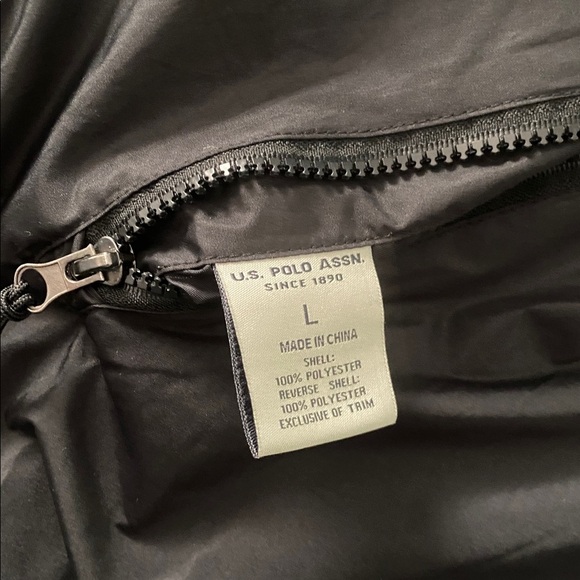 U.S. POLO ASSN.
SINCE 1890
L
MADE IN CHINA
SHELL:
100% POLYESTER
REVERSE SHELL:
100% POLYESTER
EXCLUSIVE OF TRIM